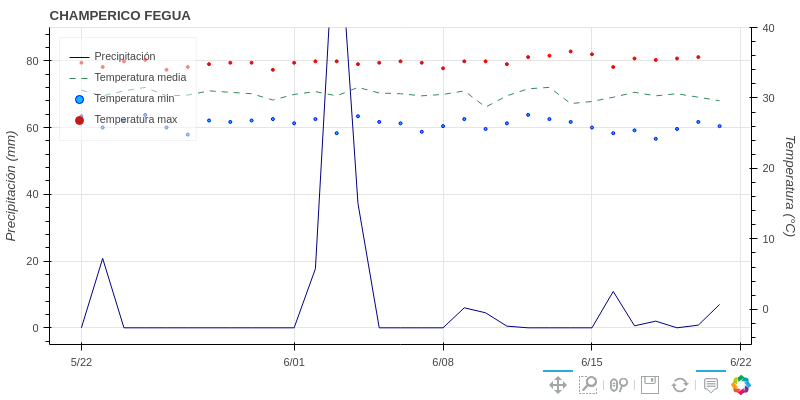 CHAMPERICO FEGUA
Precipitación
Temperatura media
Temperatura min
Temperatura max
Precipitación (mm)
80
60
40
20
0
Temperatura (°C)
40
30
20
10
0
5/22
6/01
6/08
6/15
6/22